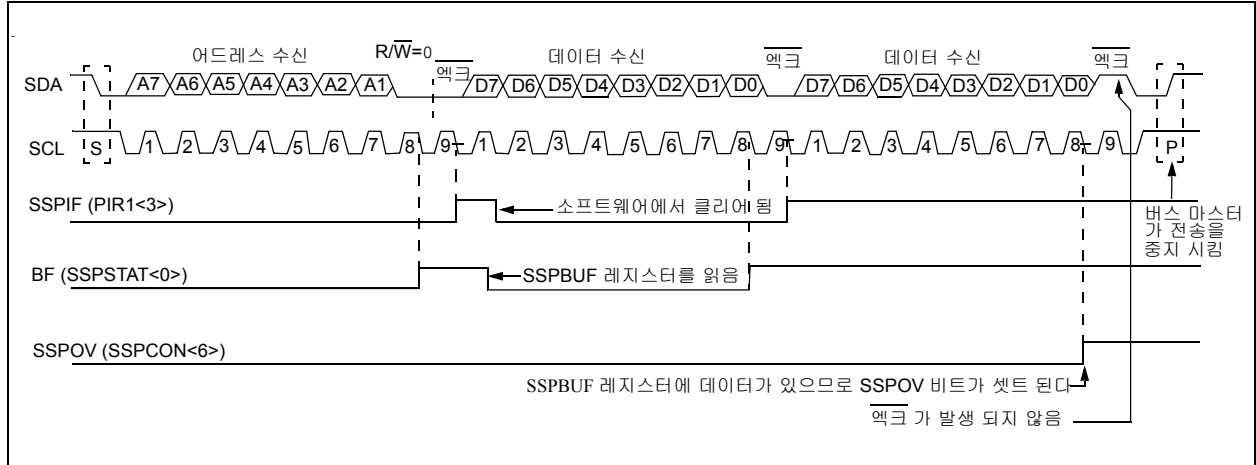 어드레스 수신 R/W=0 엑크 데이터 수신 엑크 데이터 수신 엑크
SDA A7 A6 A5 A4 A3 A2 A1 D7 D6 D5 D4 D3 D2 D1 D0 D7 D6 D5 D4 D3 D2 D1 D0
SCL S 1 2 3 4 5 6 7 8 9 1 2 3 4 5 6 7 8 9 1 2 3 4 5 6 7 8 9 P
SSPIF (PIR1<3>) 소프트웨어에서 클리어 됨
버스 마스터
가 전송을
중지 시킴
BF (SSPSTAT<0>) SSPBUF 레지스터를 읽음
SSPOV (SSPCON<6>)
SSPBUF 레지스터에 데이터가 있으므로 SSPOV 비트가 셋트 된다
엑크 가 발생 되지 않음